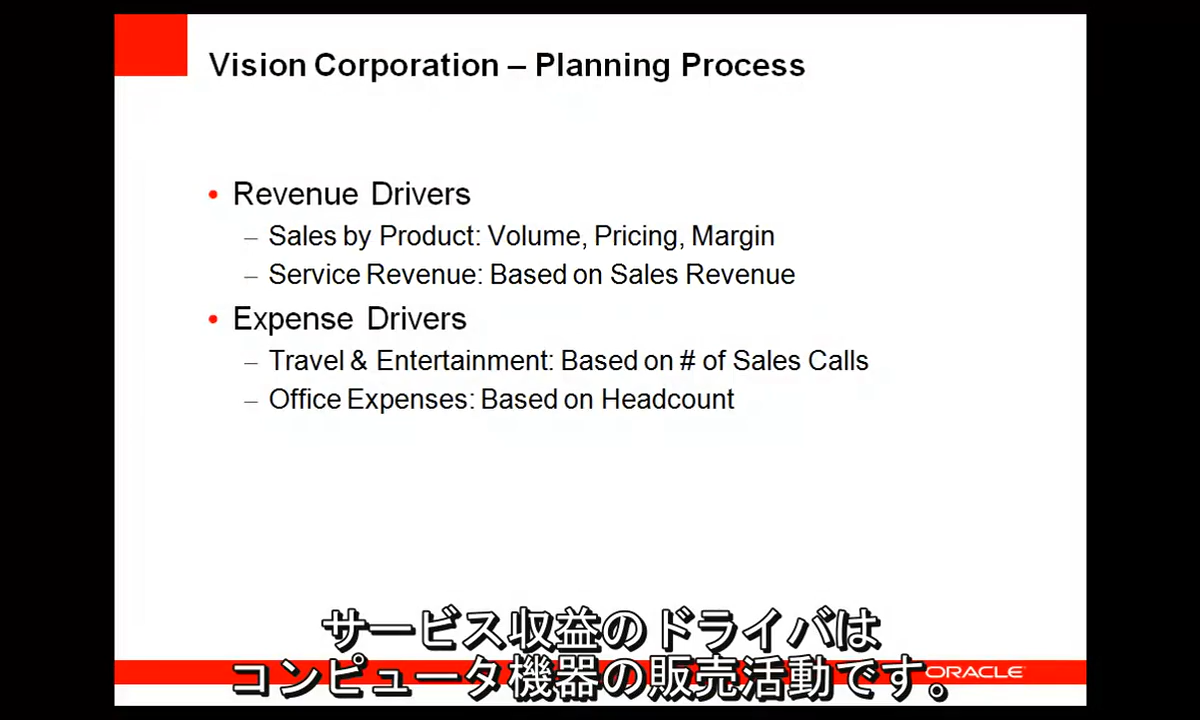 Vision Corporation – Planning Process
• Revenue Drivers
– Sales by Product: Volume, Pricing, Margin
– Service Revenue: Based on Sales Revenue
• Expense Drivers
– Travel & Entertainment: Based on # of Sales Calls
– Office Expenses: Based on Headcount
サービス収益のドライバは
コンピュータ機器の販売活動です。
ORACLE